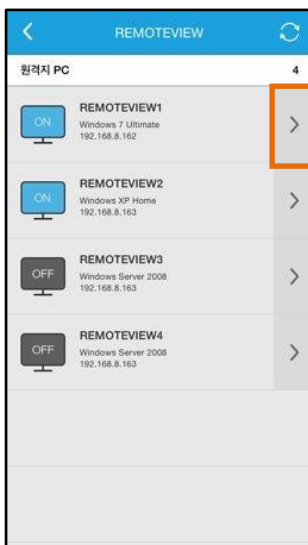 REMOTEVIEW
원격지 PC 4
ON
REMOTEVIEW1
Windows 7 Ultimate
192.168.8.162
ON
REMOTEVIEW2
Windows XP Home
192.168.8.163
OFF
REMOTEVIEW3
Windows Server 2008
192.168.8.163
OFF
REMOTEVIEW4
Windows Server 2008
192.168.8.163